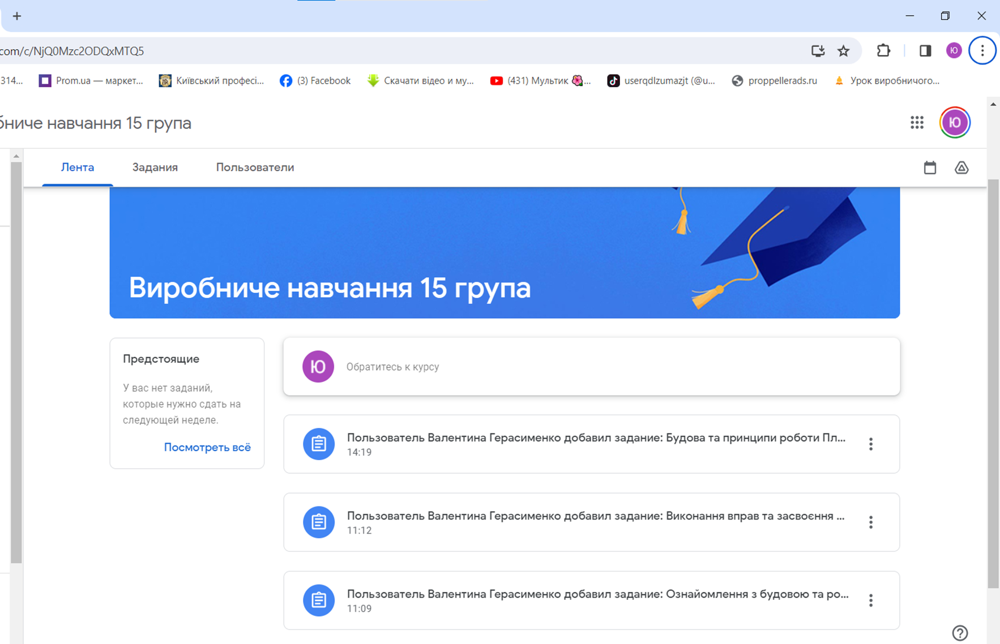 com/c/NjQ0Mzc2ODQxMTQ5
Ю
314... Prom.ua — маркет... Київський професі... (3) Facebook Скачати відео и му... (431) Мультик 🌺... userqdlzumazjt (@u... proppellerads.ru Урок виробничого...
бниче навчання 15 група
Ю
Лента Задания Пользователи
Виробниче навчання 15 група
Предстоящие
У вас нет заданий,
которые нужно сдать на
следующей неделе.
Посмотреть всё
Ю Обратитесь к курсу
Пользователь Валентина Герасименко добавил задание: Будова та принципи роботи Пл...
14:19
Пользователь Валентина Герасименко добавил задание: Виконання вправ та засвоєння ...
11:12
Пользователь Валентина Герасименко добавил задание: Ознайомлення з будовою та ро...
11:09